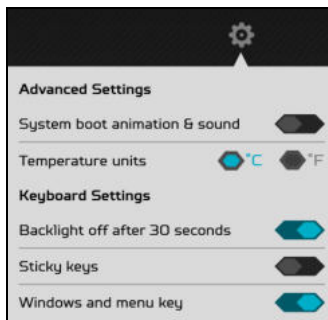 Advanced Settings
System boot animation & sound
Temperature units °C °F
Keyboard Settings
Backlight off after 30 seconds
Sticky keys
Windows and menu key